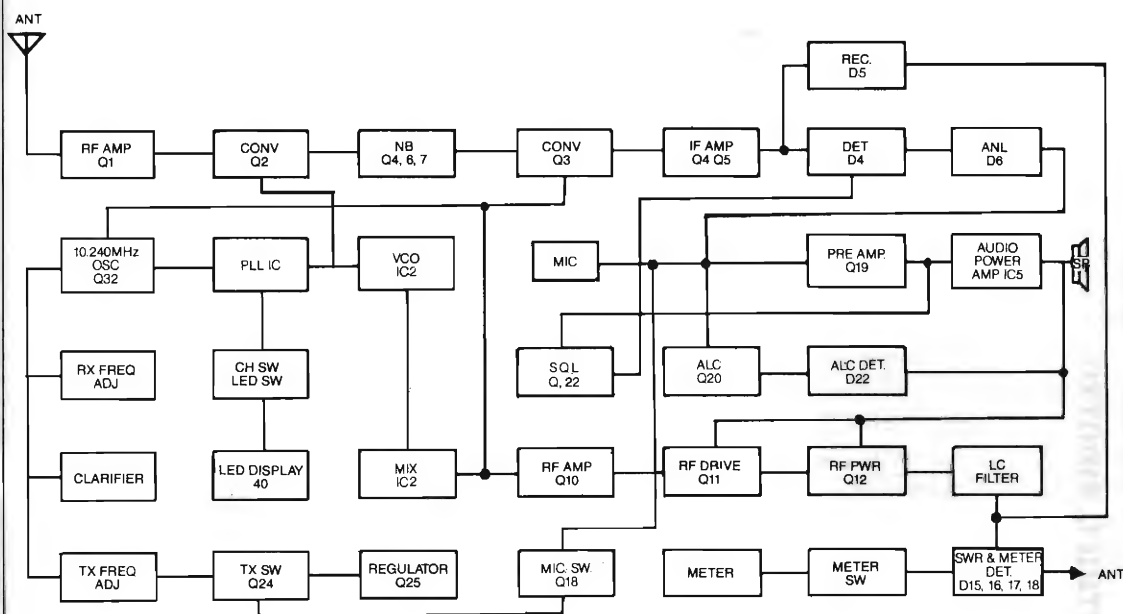 ANT
REC.
D5
RF AMP
Q1
CONV
Q2
NB
Q4, 6, 7
CONV
Q3
IF AMP
Q4 Q5
DET
D4
ANL
D6
10.240MHz
OSC
Q32
PLL IC
VCO
IC2
MIC
PRE AMP.
Q19
AUDIO
POWER
AMP IC5
SP
RX FREQ
ADJ
CH SW
LED SW
SQL
Q, 22
ALC
Q20
ALC DET.
D22
CLARIFIER
LED DISPLAY
40
MIX
IC2
RF AMP
Q10
RF DRIVE
Q11
RF PWR
Q12
LC
FILTER
TX FREQ
ADJ
TX SW
Q24
REGULATOR
Q25
MIC. SW.
Q18
METER
METER
SW
SWR & METER
DET.
D15, 16, 17, 18
ANT